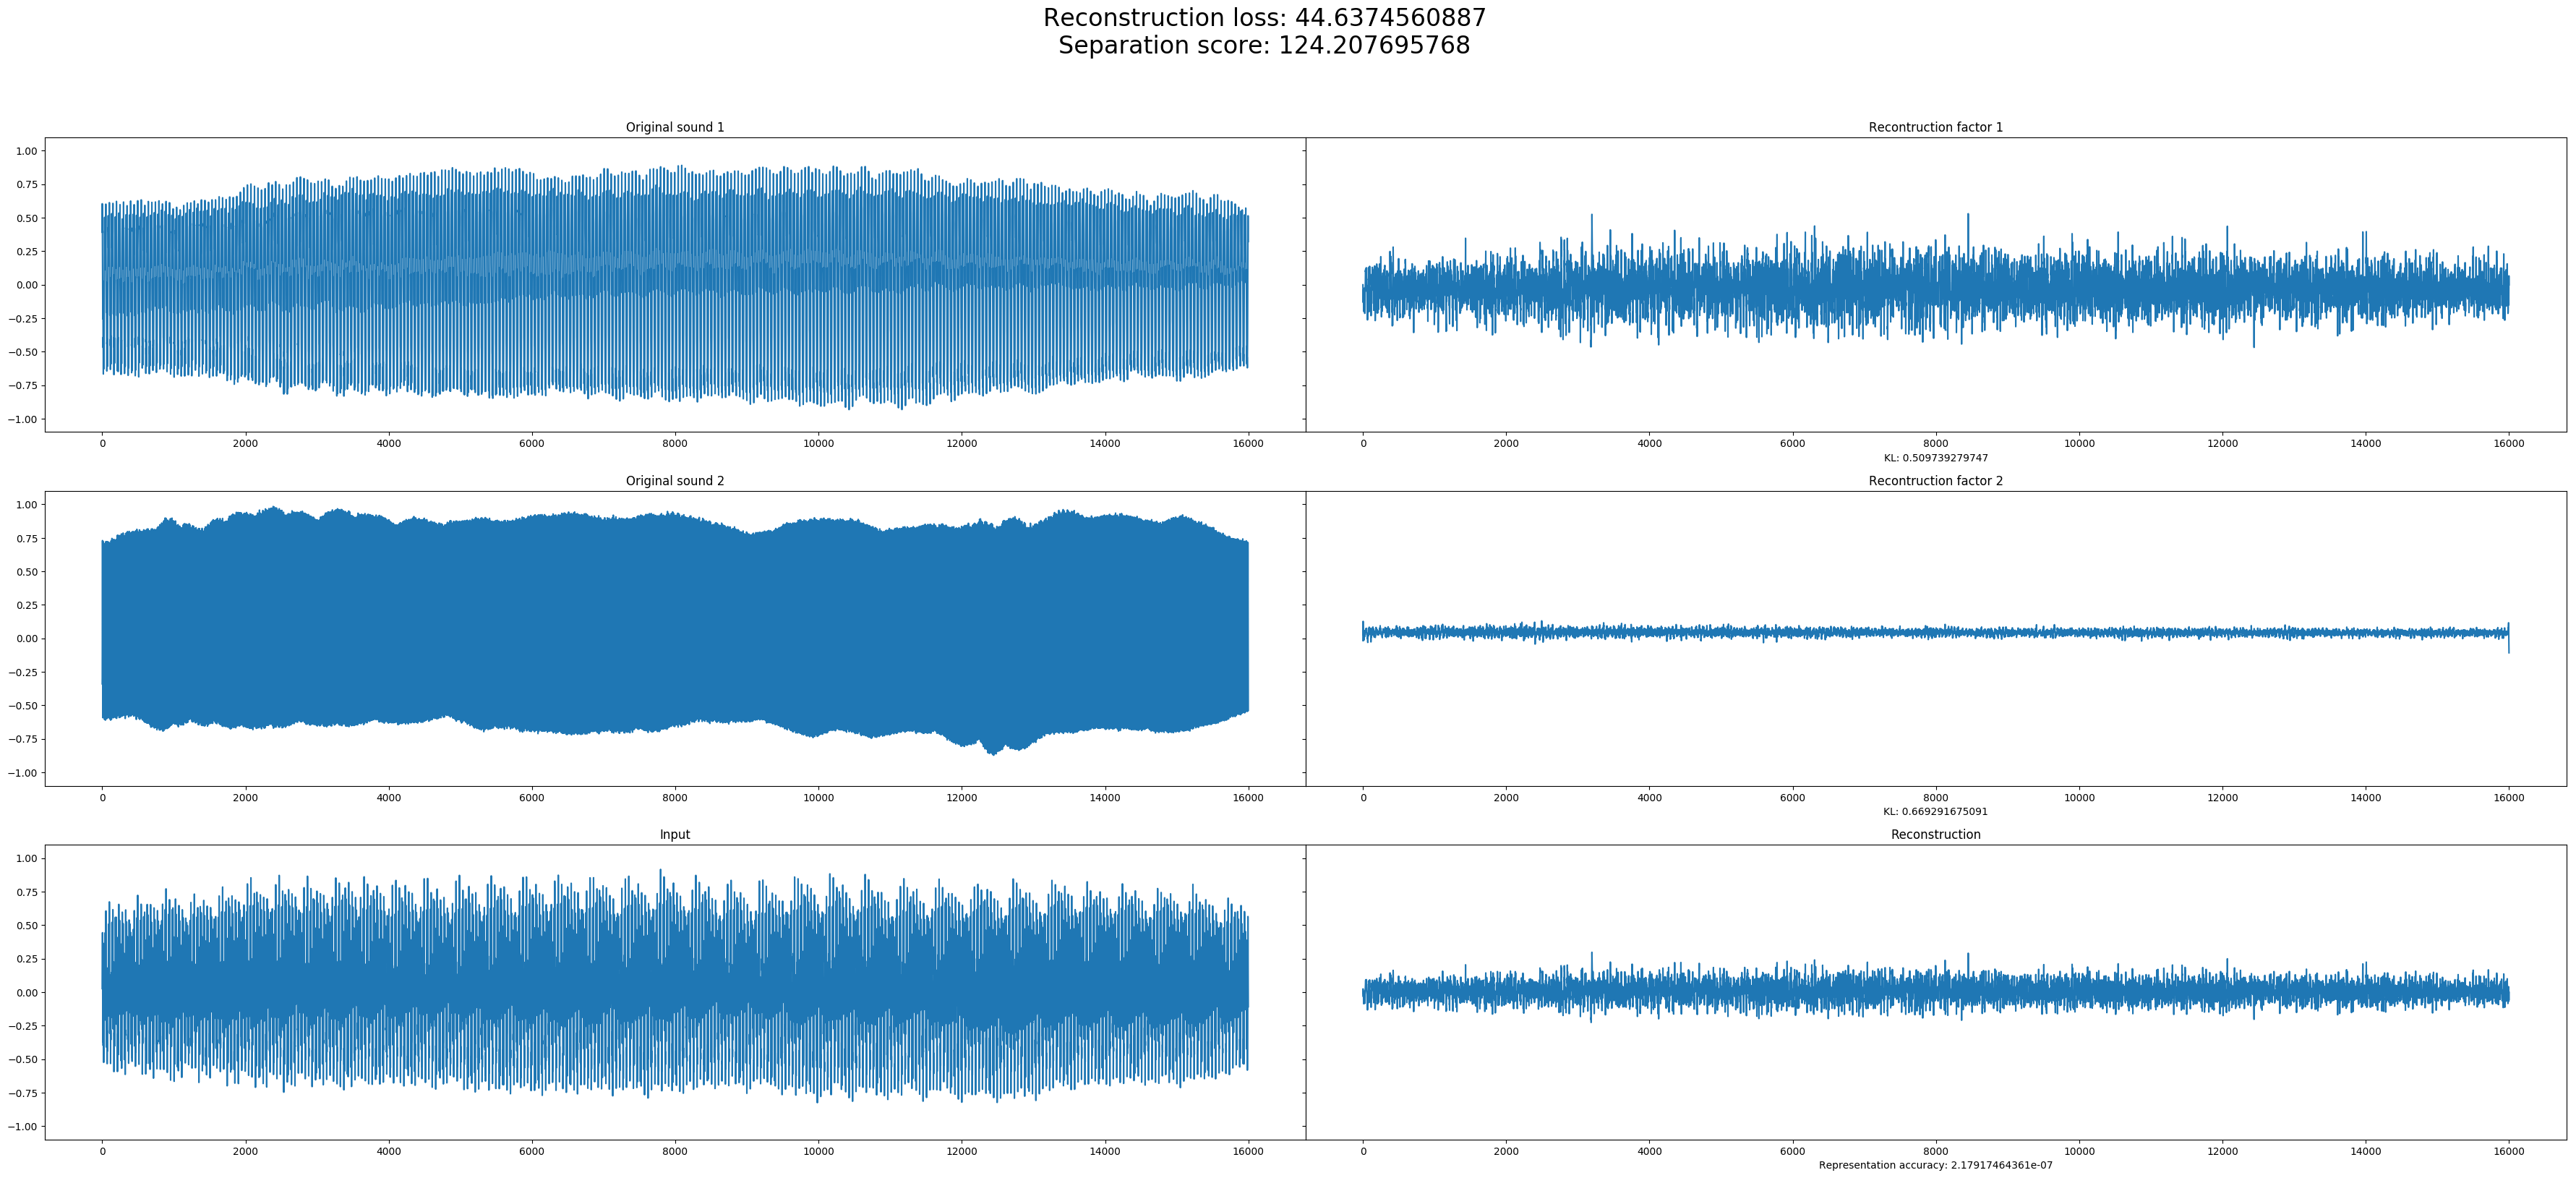 Reconstruction loss: 44.6374560887
Separation score: 124.207695768
Original sound 1
Recontruction factor 1
1.00
0.75
0.50
0.25
0.00
−0.25
−0.50
−0.75
−1.00
0 2000 4000 6000 8000 10000 12000 14000 16000
0 2000 4000 6000 8000 10000 12000 14000 16000
KL: 0.509739279747
Original sound 2
Recontruction factor 2
1.00
0.75
0.50
0.25
0.00
−0.25
−0.50
−0.75
−1.00
0 2000 4000 6000 8000 10000 12000 14000 16000
0 2000 4000 6000 8000 10000 12000 14000 16000
KL: 0.669291675091
Input
Reconstruction
1.00
0.75
0.50
0.25
0.00
−0.25
−0.50
−0.75
−1.00
0 2000 4000 6000 8000 10000 12000 14000 16000
0 2000 4000 6000 8000 10000 12000 14000 16000
Representation accuracy: 2.17917464361e-07